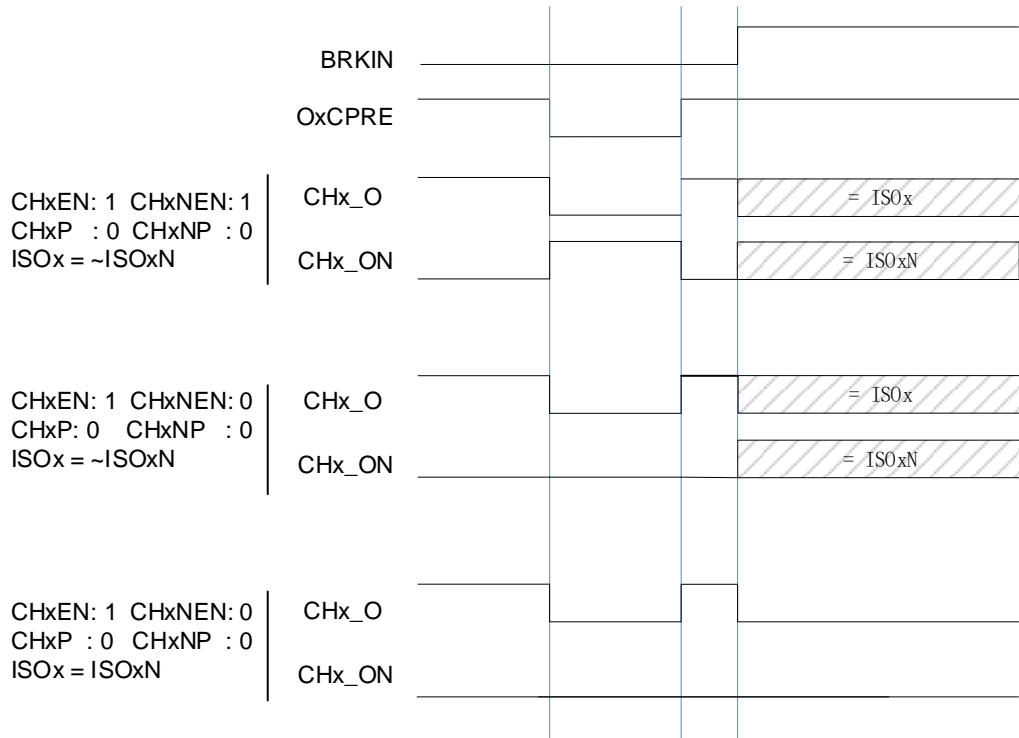 BRKIN
OxCPRE
CHxEN: 1 CHxNEN: 1
CHxP : 0 CHxNP : 0
ISOx = ~ISOxN
CHx_O
= ISOx
CHx_ON
= ISOxN
CHxEN: 1 CHxNEN: 0
CHxP: 0 CHxNP : 0
ISOx = ~ISOxN
CHx_O
= ISOx
CHx_ON
= ISOxN
CHxEN: 1 CHxNEN: 0
CHxP : 0 CHxNP : 0
ISOx = ISOxN
CHx_O
CHx_ON